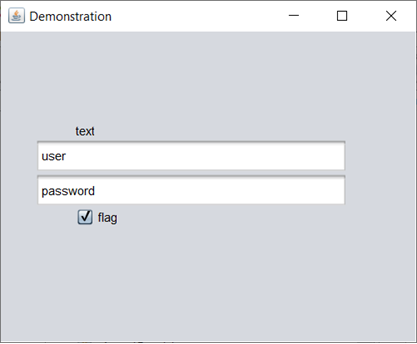 Demonstration
text
user
password
flag